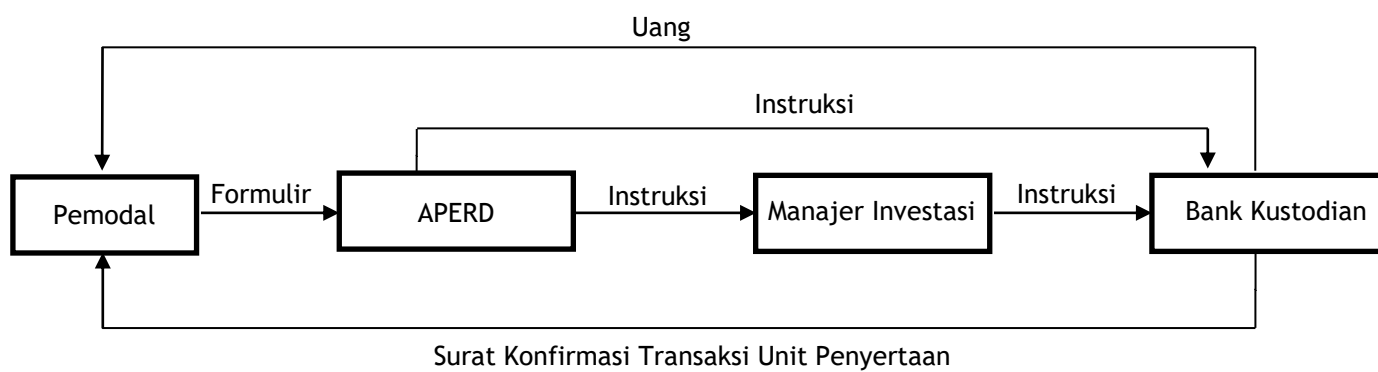 Uang
Instruksi
Pemodal
Formulir
APERD
Instruksi
Manajer Investasi
Instruksi
Bank Kustodian
Surat Konfirmasi Transaksi Unit Penyertaan